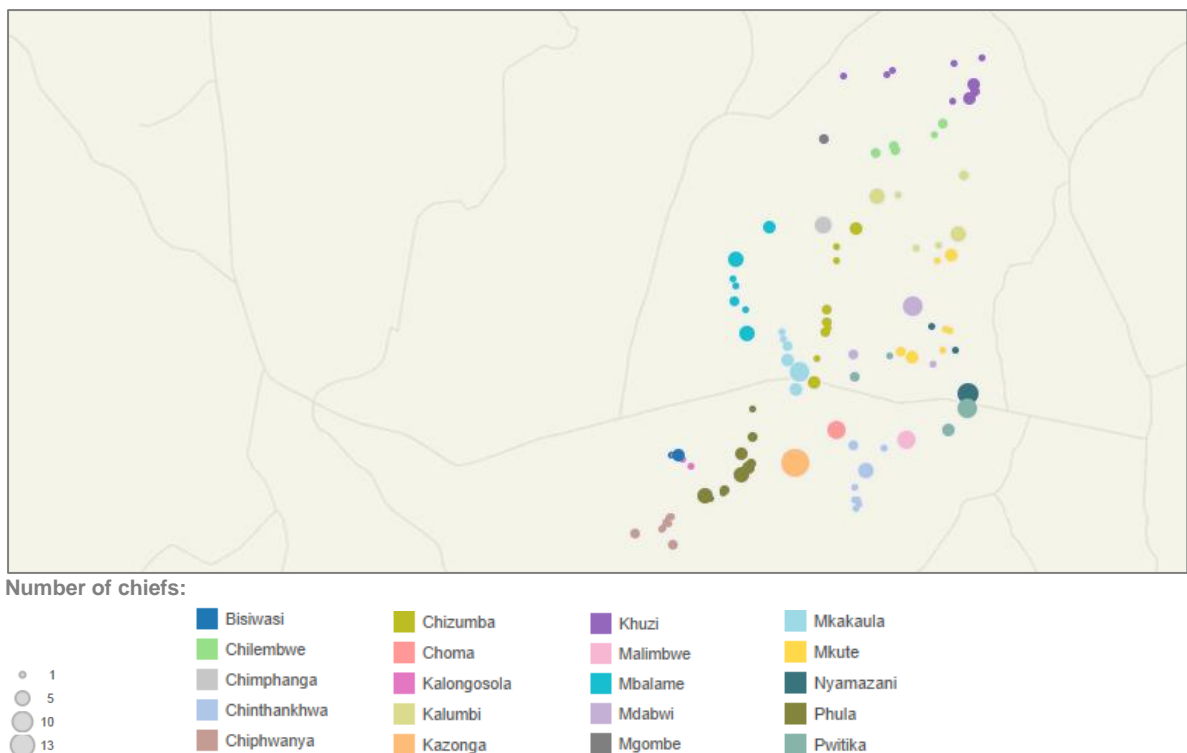 Number of chiefs:
1
5
10
13
Bisiwasi
Chilembwe
Chimphanga
Chinthankhwa
Chiphwanya
Chizumba
Choma
Kalongosola
Kalumbi
Kazonga
Khuzi
Malimbwe
Mbalame
Mdabwi
Mgombe
Mkakaula
Mkute
Nyamazani
Phula
Pwitika